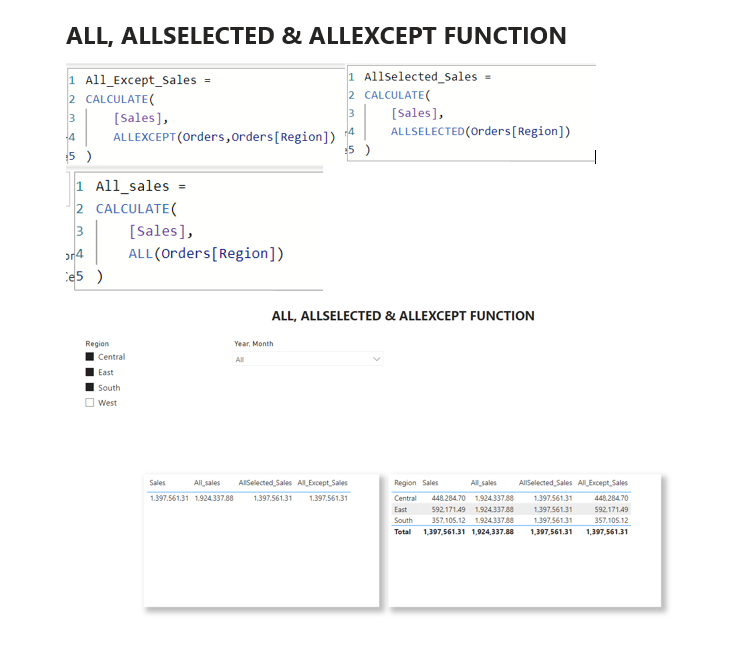 ALL, ALLSELECTED & ALLEXCEPT FUNCTION
1 All_Except_Sales =
2 CALCULATE(
3 [Sales],
4 ALLEXCEPT(Orders,Orders[Region])
5 )
1 AllSelected_Sales =
2 CALCULATE(
3 [Sales],
4 ALLSELECTED(Orders[Region])
5 )
1 All_sales =
2 CALCULATE(
3 [Sales],
4 ALL(Orders[Region])
5 )
ALL, ALLSELECTED & ALLEXCEPT FUNCTION
Region
Central
East
South
West
Year, Month
All
Sales All_sales AllSelected_Sales All_Except_Sales
1,397,561.31 1,924,337.88 1,397,561.31 1,397,561.31
Region Sales All_sales AllSelected_Sales All_Except_Sales
Central 448,284.70 1,924,337.88 1,397,561.31 448,284.70
East 592,171.49 1,924,337.88 1,397,561.31 592,171.49
South 357,105.12 1,924,337.88 1,397,561.31 357,105.12
Total 1,397,561.31 1,924,337.88 1,397,561.31 1,397,561.31